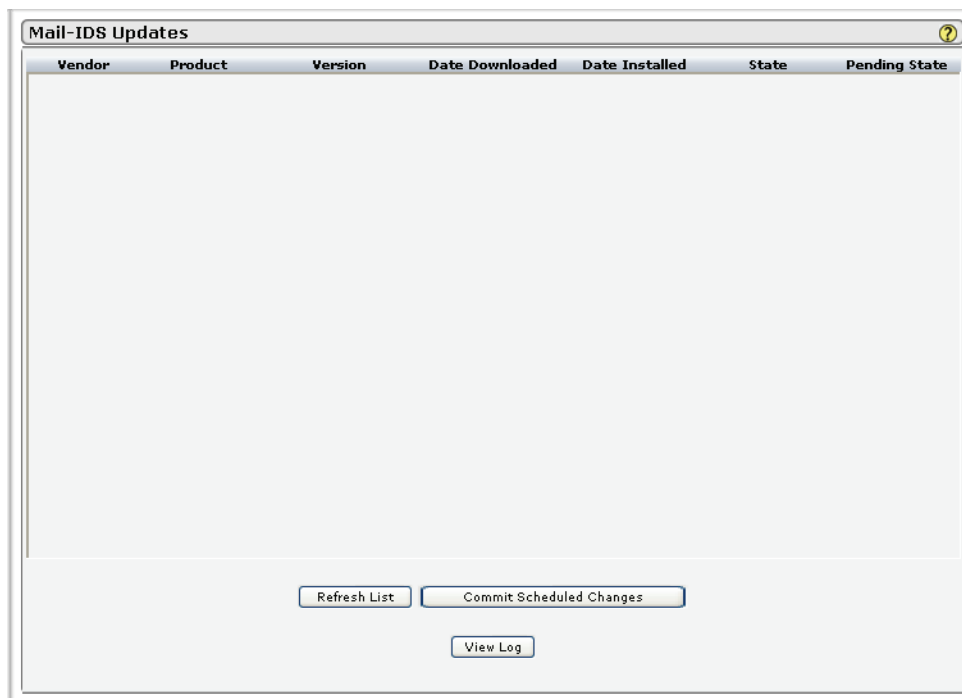 Mail-IDS Updates ?
Vendor Product Version Date Downloaded Date Installed State Pending State
Refresh List Commit Scheduled Changes
View Log